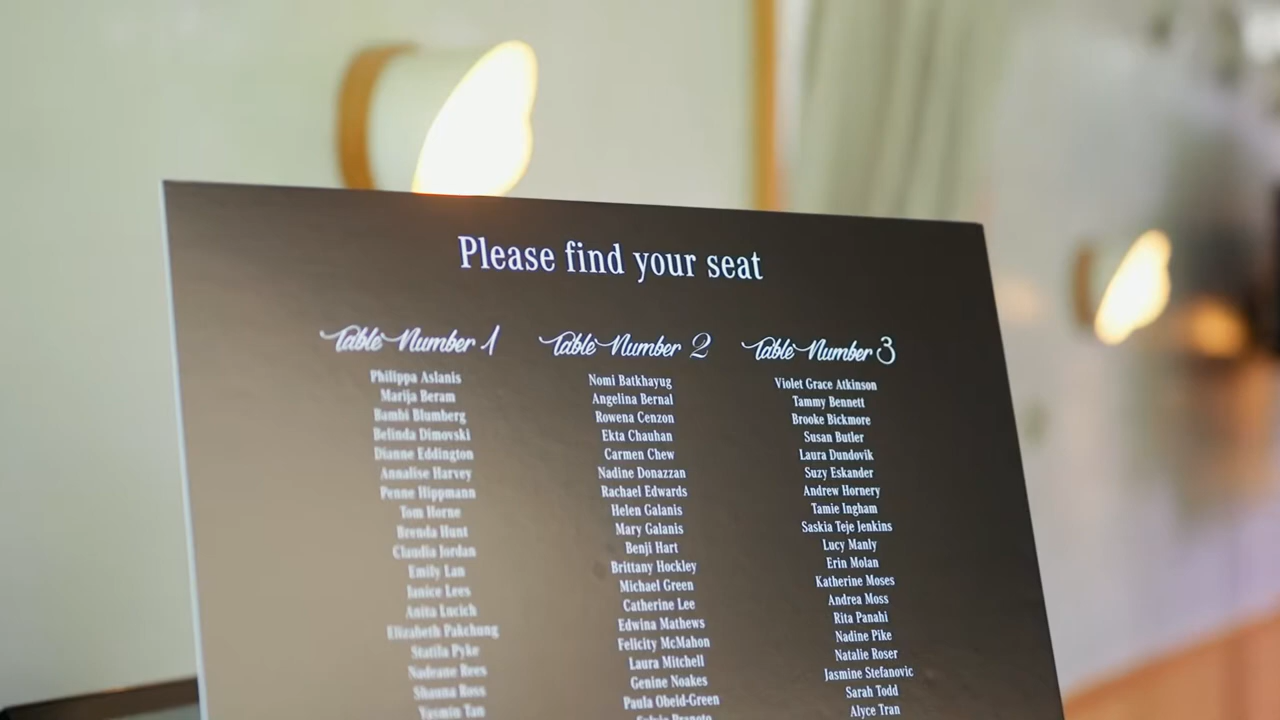 Please find your seat
Table Number 1
Philippa Aslanis
Marija Beram
Bambi Blumberg
Belinda Dimovski
Dianne Eddington
Annalise Harvey
Penne Hippmann
Tom Horne
Brenda Hunt
Claudia Jordan
Emily Lan
Janice Lees
Anita Lucich
Elizabeth Pakchung
Statila Pyke
Nadeane Rees
Shauna Ross
Yasmin Tan
Table Number 2
Nomi Batkhayug
Angelina Bernal
Rowena Cenzon
Ekta Chauhan
Carmen Chew
Nadine Donazzan
Rachael Edwards
Helen Galanis
Mary Galanis
Benji Hart
Brittany Hockley
Michael Green
Catherine Lee
Edwina Mathews
Felicity McMahon
Laura Mitchell
Genine Noakes
Paula Obeid-Green
Table Number 3
Violet Grace Atkinson
Tammy Bennett
Brooke Bickmore
Susan Butler
Laura Dundovik
Suzy Eskander
Andrew Hornery
Tamie Ingham
Saskia Teje Jenkins
Lucy Manly
Erin Molan
Katherine Moses
Andrea Moss
Rita Panahi
Nadine Pike
Natalie Roser
Jasmine Stefanovic
Sarah Todd
Alyce Tran